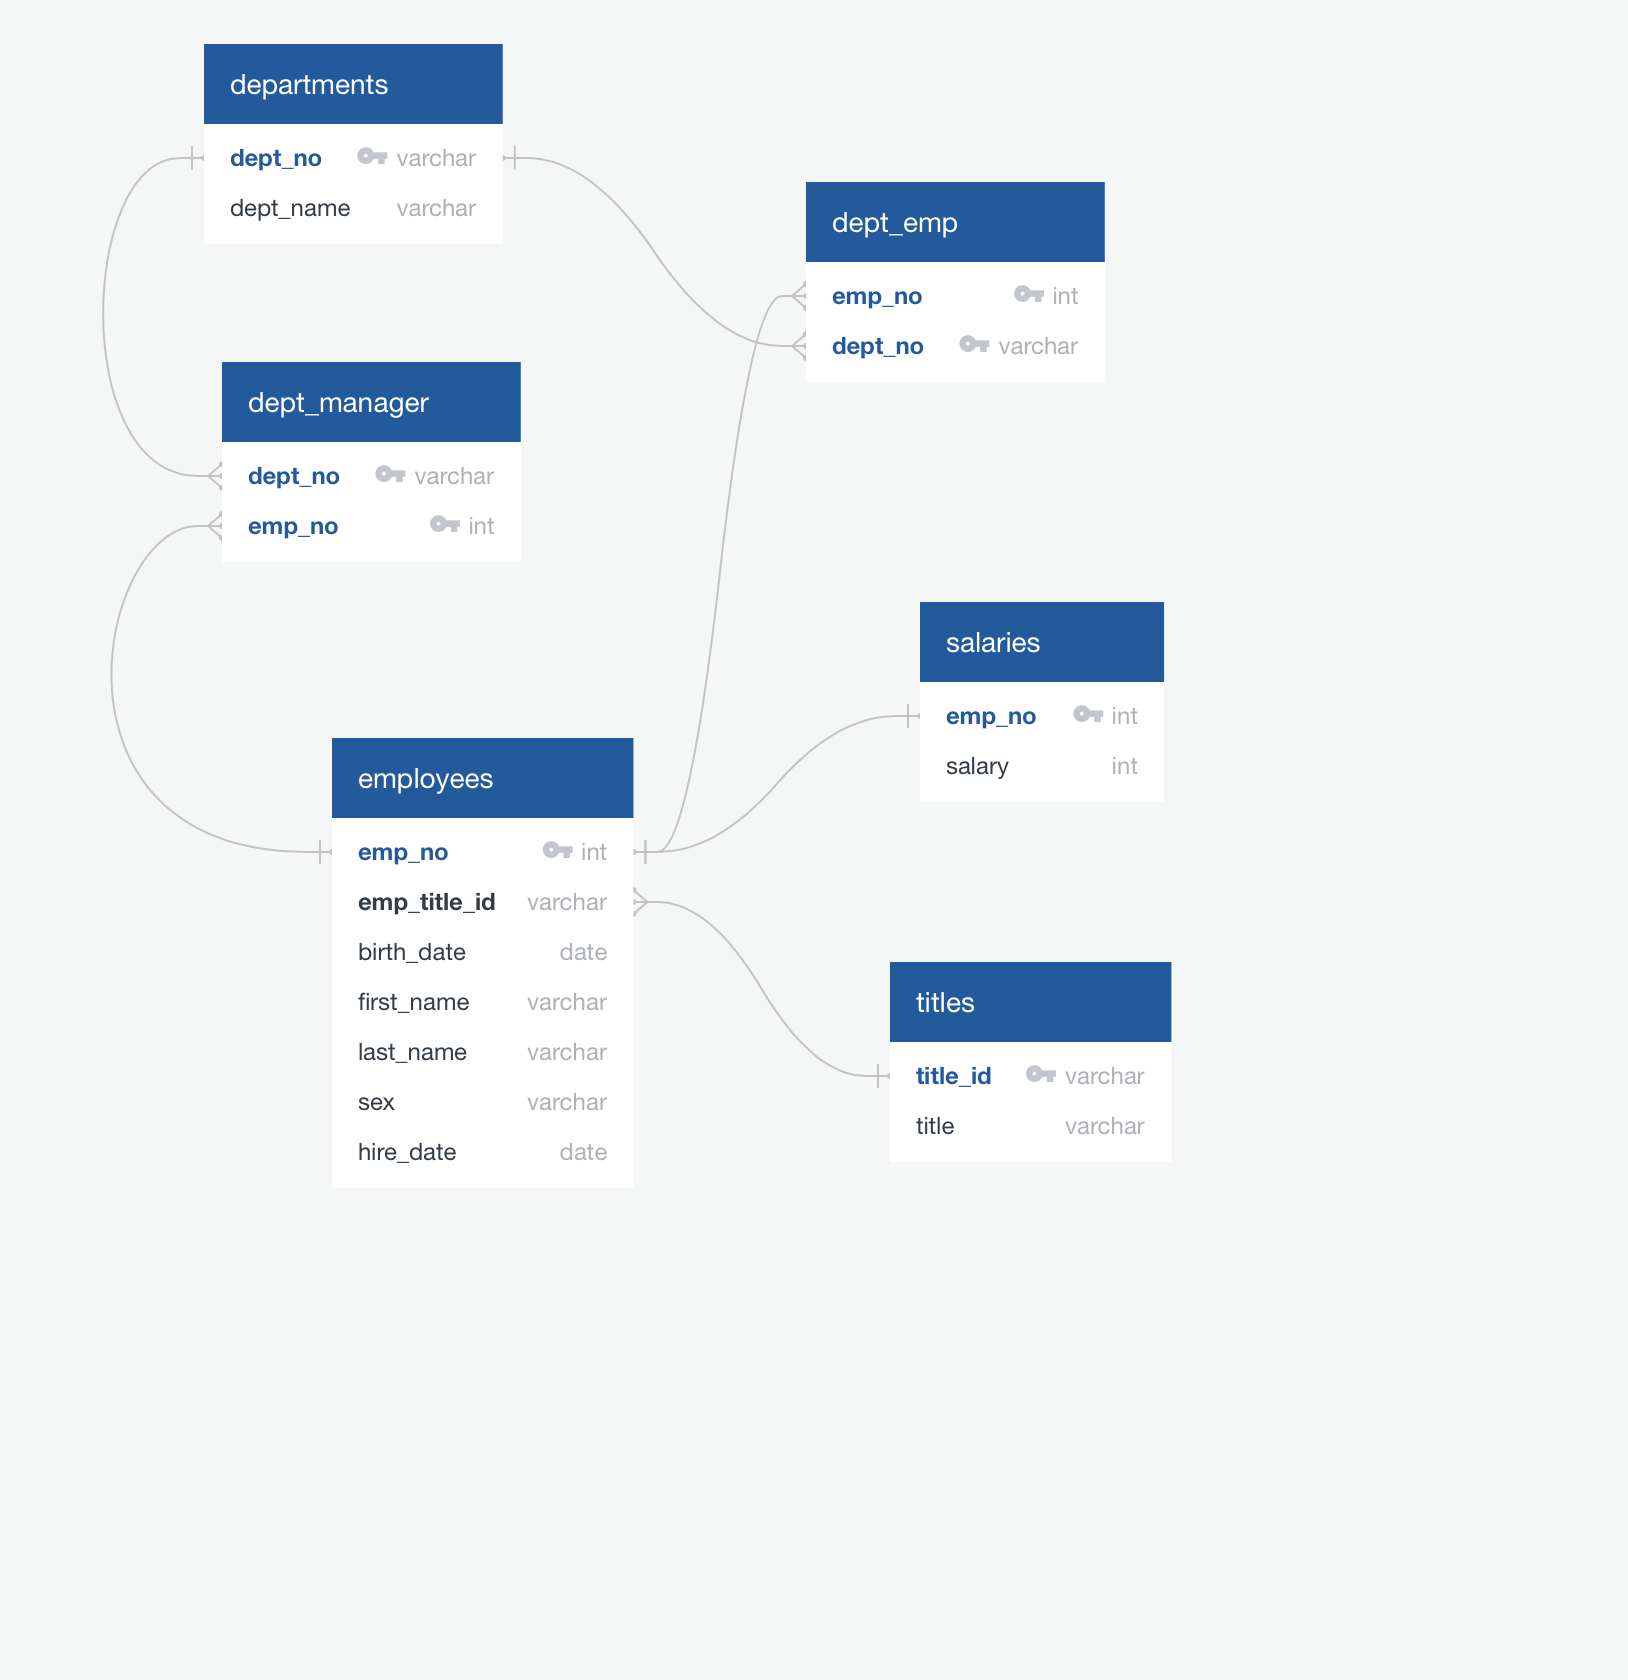 departments
dept_no varchar
dept_name varchar
dept_emp
emp_no int
dept_no varchar
dept_manager
dept_no varchar
emp_no int
salaries
emp_no int
salary int
employees
emp_no int
emp_title_id varchar
birth_date date
first_name varchar
last_name varchar
sex varchar
hire_date date
titles
title_id varchar
title varchar